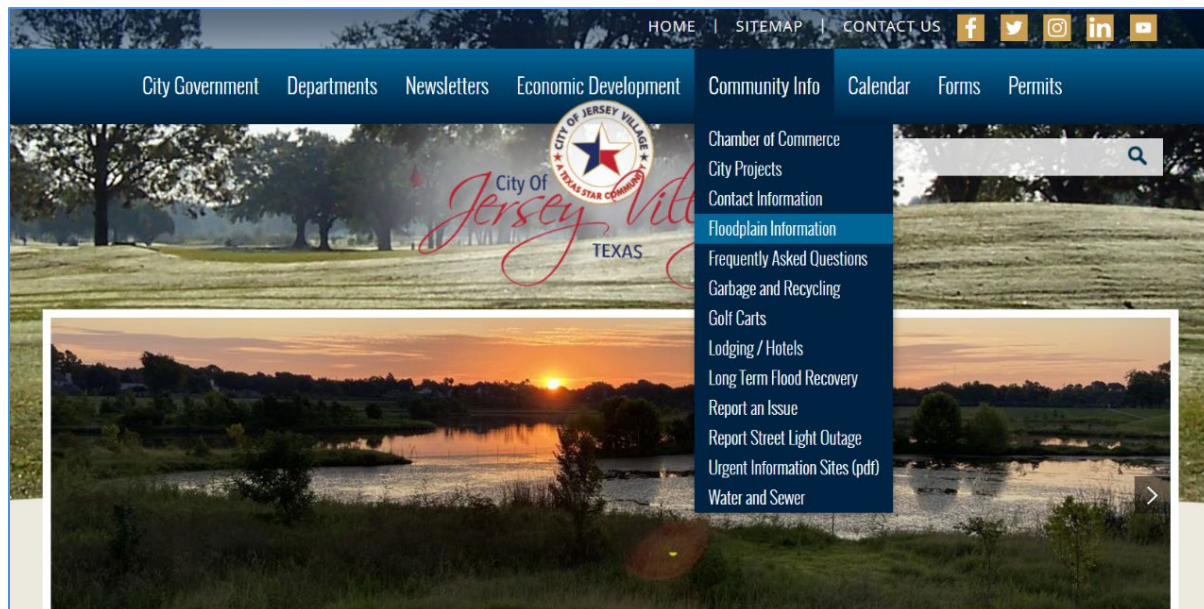 HOME | SITEMAP | CONTACT US
City Government Departments Newsletters Economic Development Community Info Calendar Forms Permits
CITY OF JERSEY VILLAGE
A TEXAS STAR COMMUNITY
City Of
Jersey Vill
TEXAS
Chamber of Commerce
City Projects
Contact Information
Floodplain Information
Frequently Asked Questions
Garbage and Recycling
Golf Carts
Lodging / Hotels
Long Term Flood Recovery
Report an Issue
Report Street Light Outage
Urgent Information Sites (pdf)
Water and Sewer